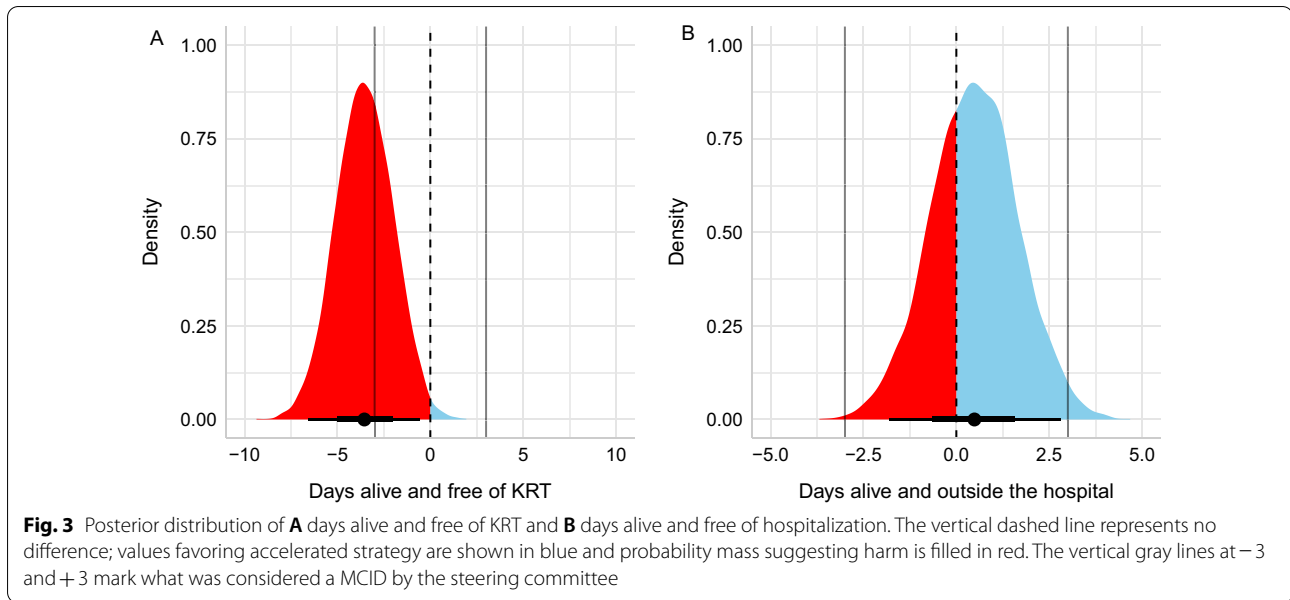 A
1.00
0.75
0.50
0.25
0.00
Density
−10 −5 0 5 10
Days alive and free of KRT
B
1.00
0.75
0.50
0.25
0.00
Density
−5.0 −2.5 0.0 2.5 5.0
Days alive and outside the hospital
Fig. 3 Posterior distribution of A days alive and free of KRT and B days alive and free of hospitalization. The vertical dashed line represents no
difference; values favoring accelerated strategy are shown in blue and probability mass suggesting harm is filled in red. The vertical gray lines at − 3
and + 3 mark what was considered a MCID by the steering committee